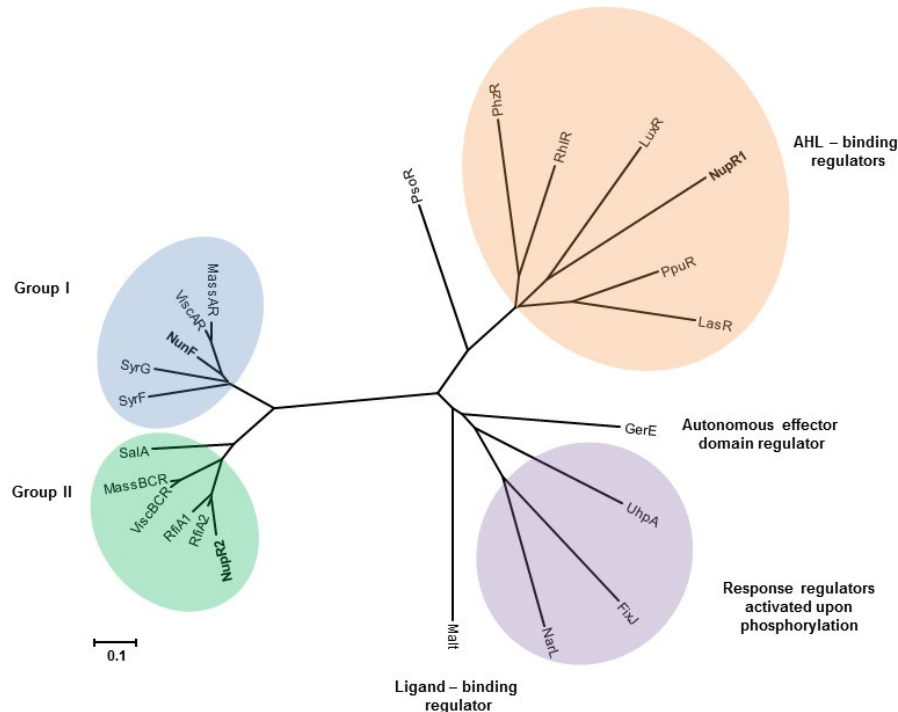 PhzR
RhlR
LuxR
NupR1
AHL – binding
regulators
PsoR
PpuR
LasR
Group I
MassAR
ViscAR
NunF
SyrG
SyrF
GerE
Autonomous effector
domain regulator
Group II
SalA
MassBCR
ViscBCR
RfiA1
RfiA2
NupR2
UhpA
FixJ
NarL
Response regulators
activated upon
phosphorylation
Malt
0.1
Ligand – binding
regulator